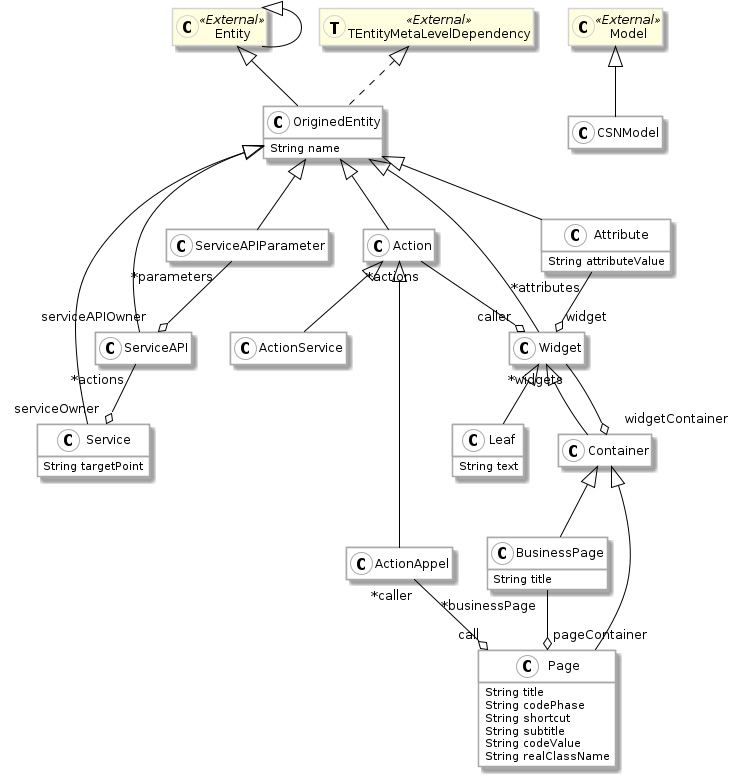 «External»
C Entity
«External»
T TEntityMetaLevelDependency
«External»
C Model
C OriginedEntity
String name
C CSNModel
C ServiceAPIParameter
C Action
C Attribute
String attributeValue
*parameters
*actions
*attributes
serviceAPIOwner
caller
widget
C ServiceAPI
C ActionService
C Widget
*actions
*widgets
serviceOwner
widgetContainer
C Service
String targetPoint
C Leaf
String text
C Container
C ActionAppel
C BusinessPage
String title
*caller
*businessPage
call
pageContainer
C Page
String title
String codePhase
String shortcut
String subtitle
String codeValue
String realClassName